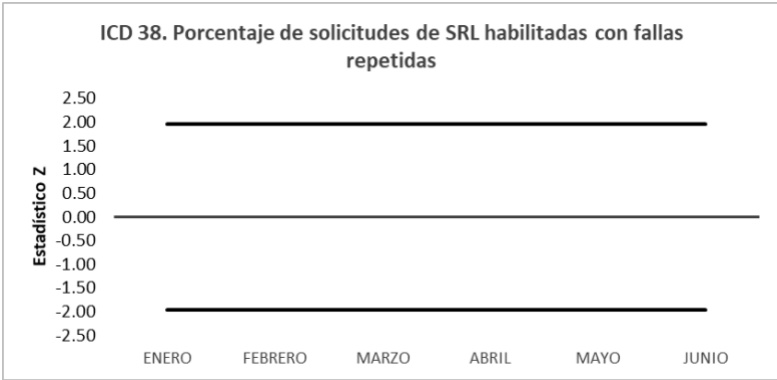 ICD 38. Porcentaje de solicitudes de SRL habilitadas con fallas
repetidas
2.50
2.00
1.50
1.00
0.50
0.00
-0.50
-1.00
-1.50
-2.00
-2.50
Estadístico Z
ENERO FEBRERO MARZO ABRIL MAYO JUNIO